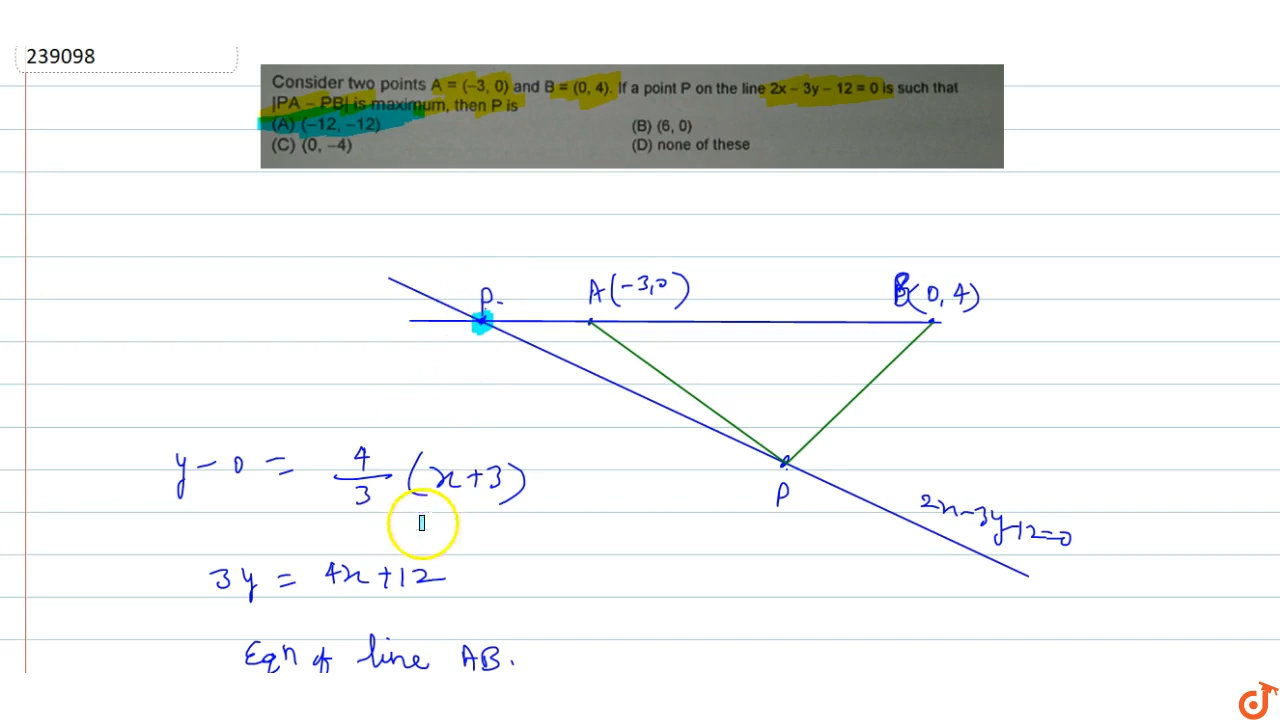 239098
Consider two points A = (−3, 0) and B = (0, 4). If a point P on the line 2x − 3y − 12 = 0 is such that
|PA − PB| is maximum, then P is
(A) (−12, −12) (B) (6, 0)
(C) (0, −4) (D) none of these
P
A(-3,0)
B(0,4)
y-0 = 4/3 (x+3)
P
2x-3y-12=0
3y = 4x+12
Eqn of line AB.